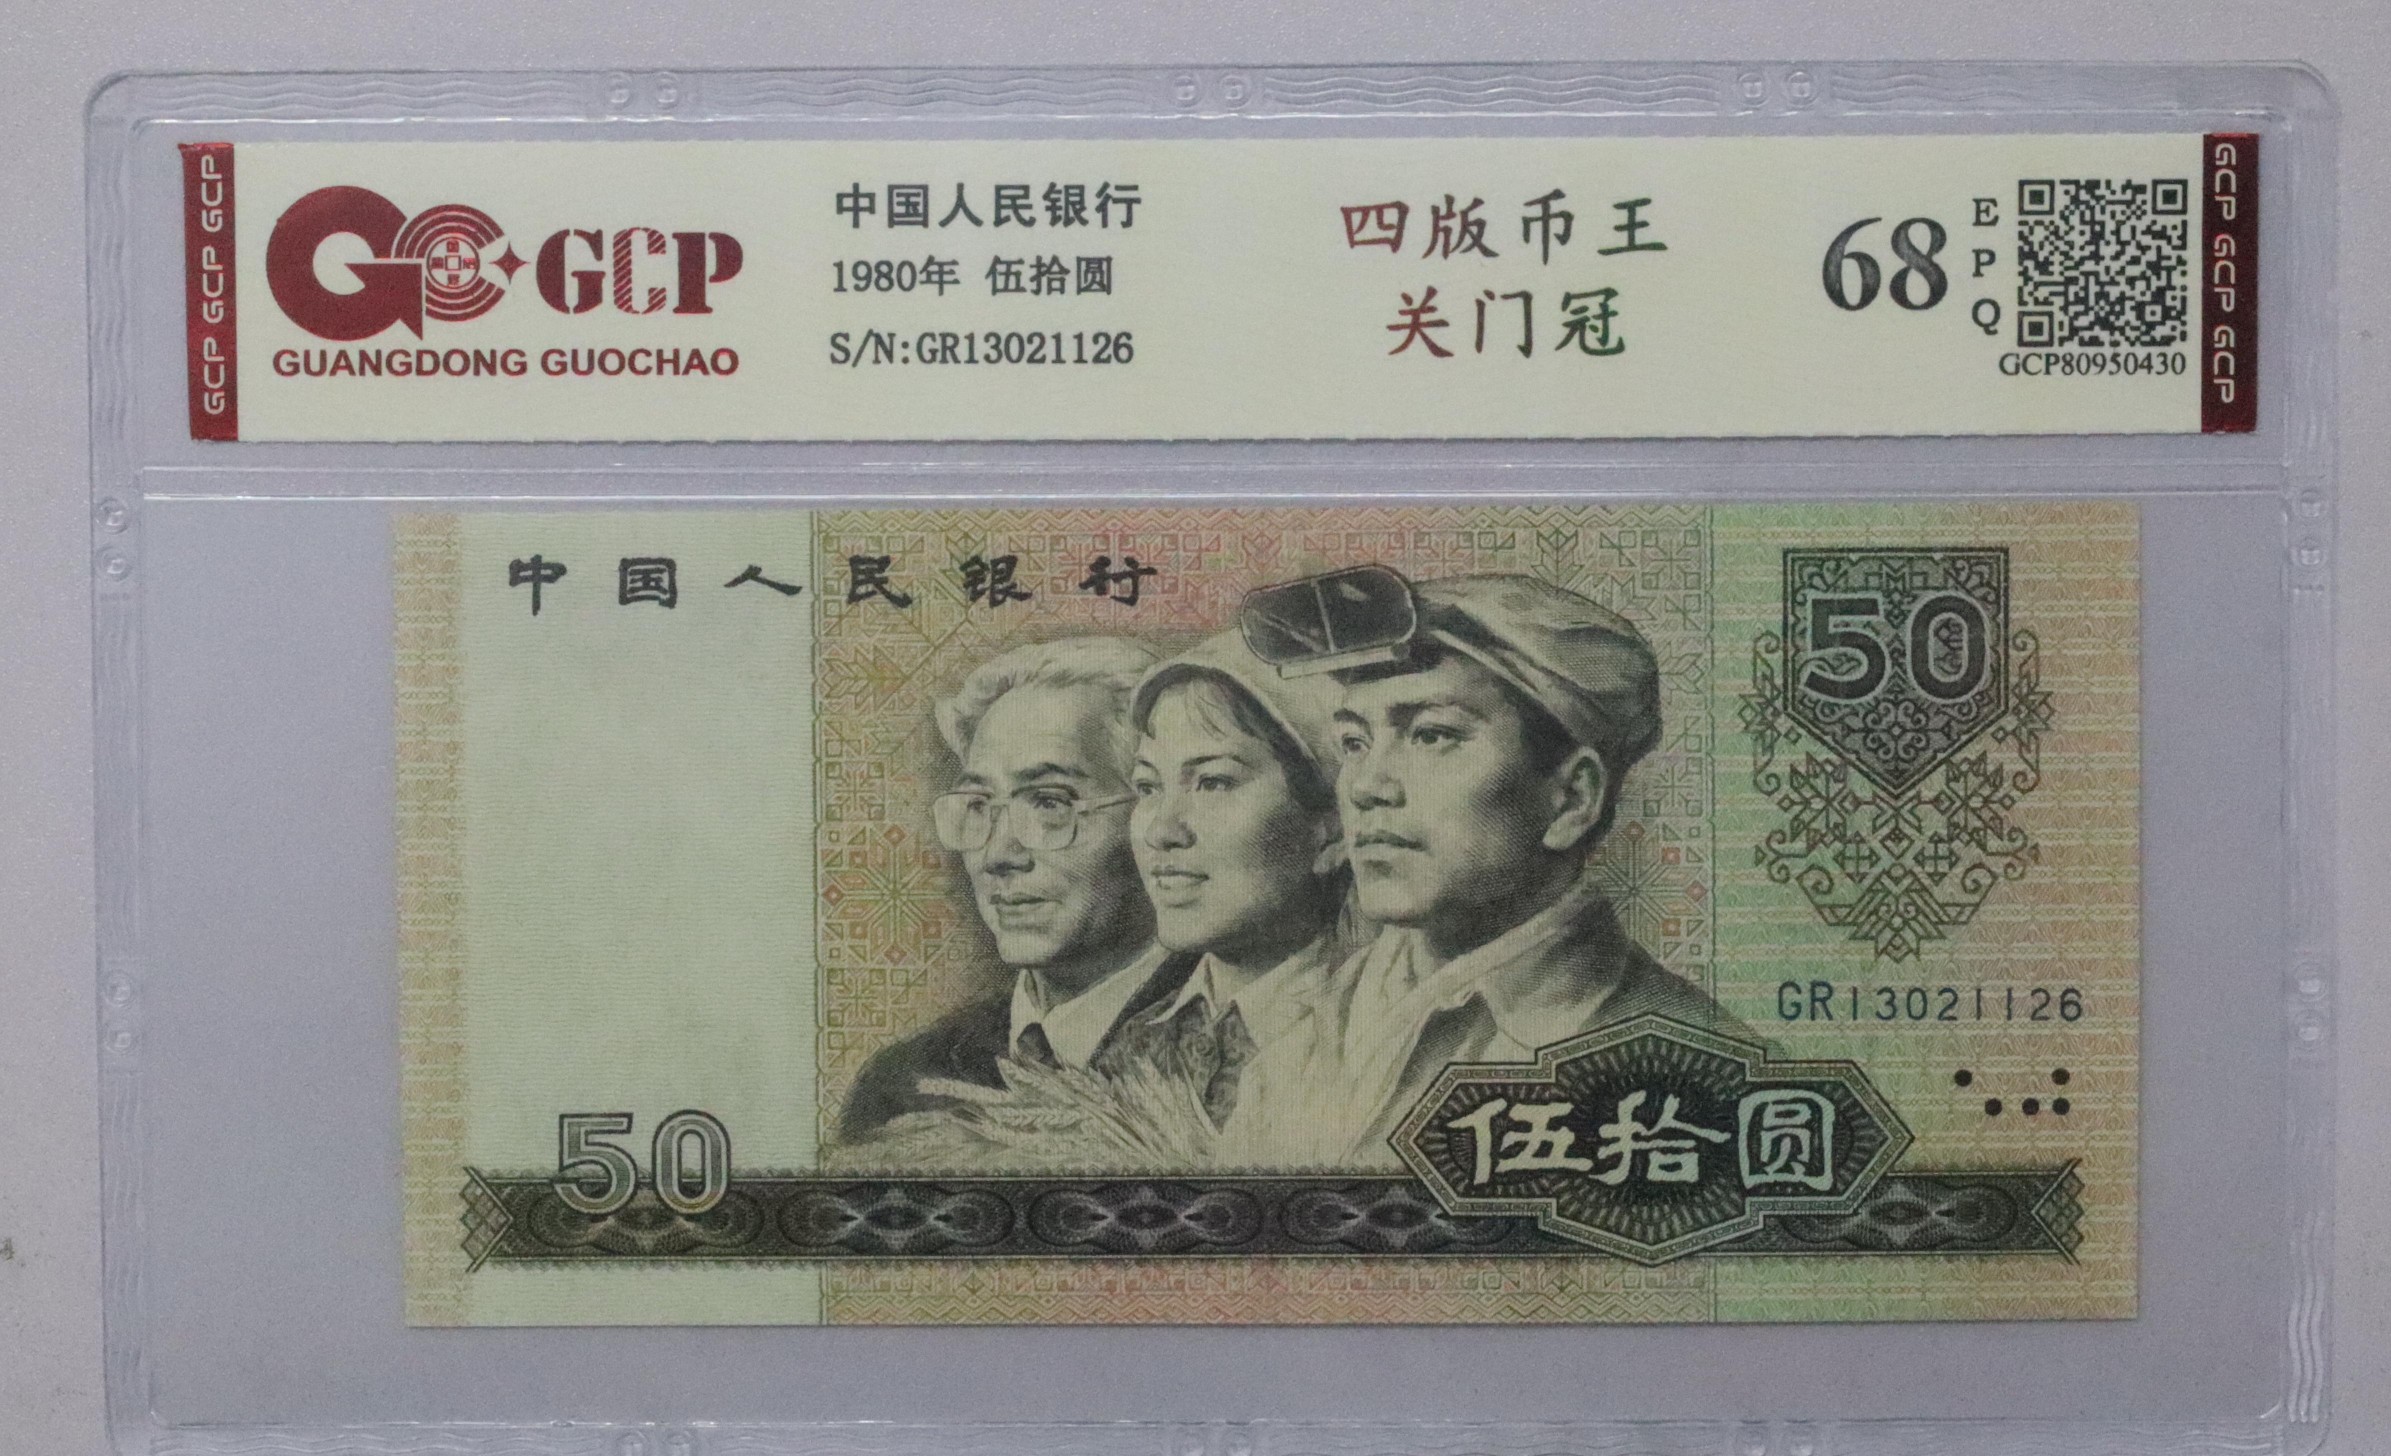 GCP GCP GCP
GCP
GUANGDONG GUOCHAO
中国人民银行
1980年 伍拾圆
S/N:GR13021126
四版币王
关门冠
68
EPQ
GCP80950430
GCP GCP GCP
中国人民银行
50
GR13021126
50
伍拾圆